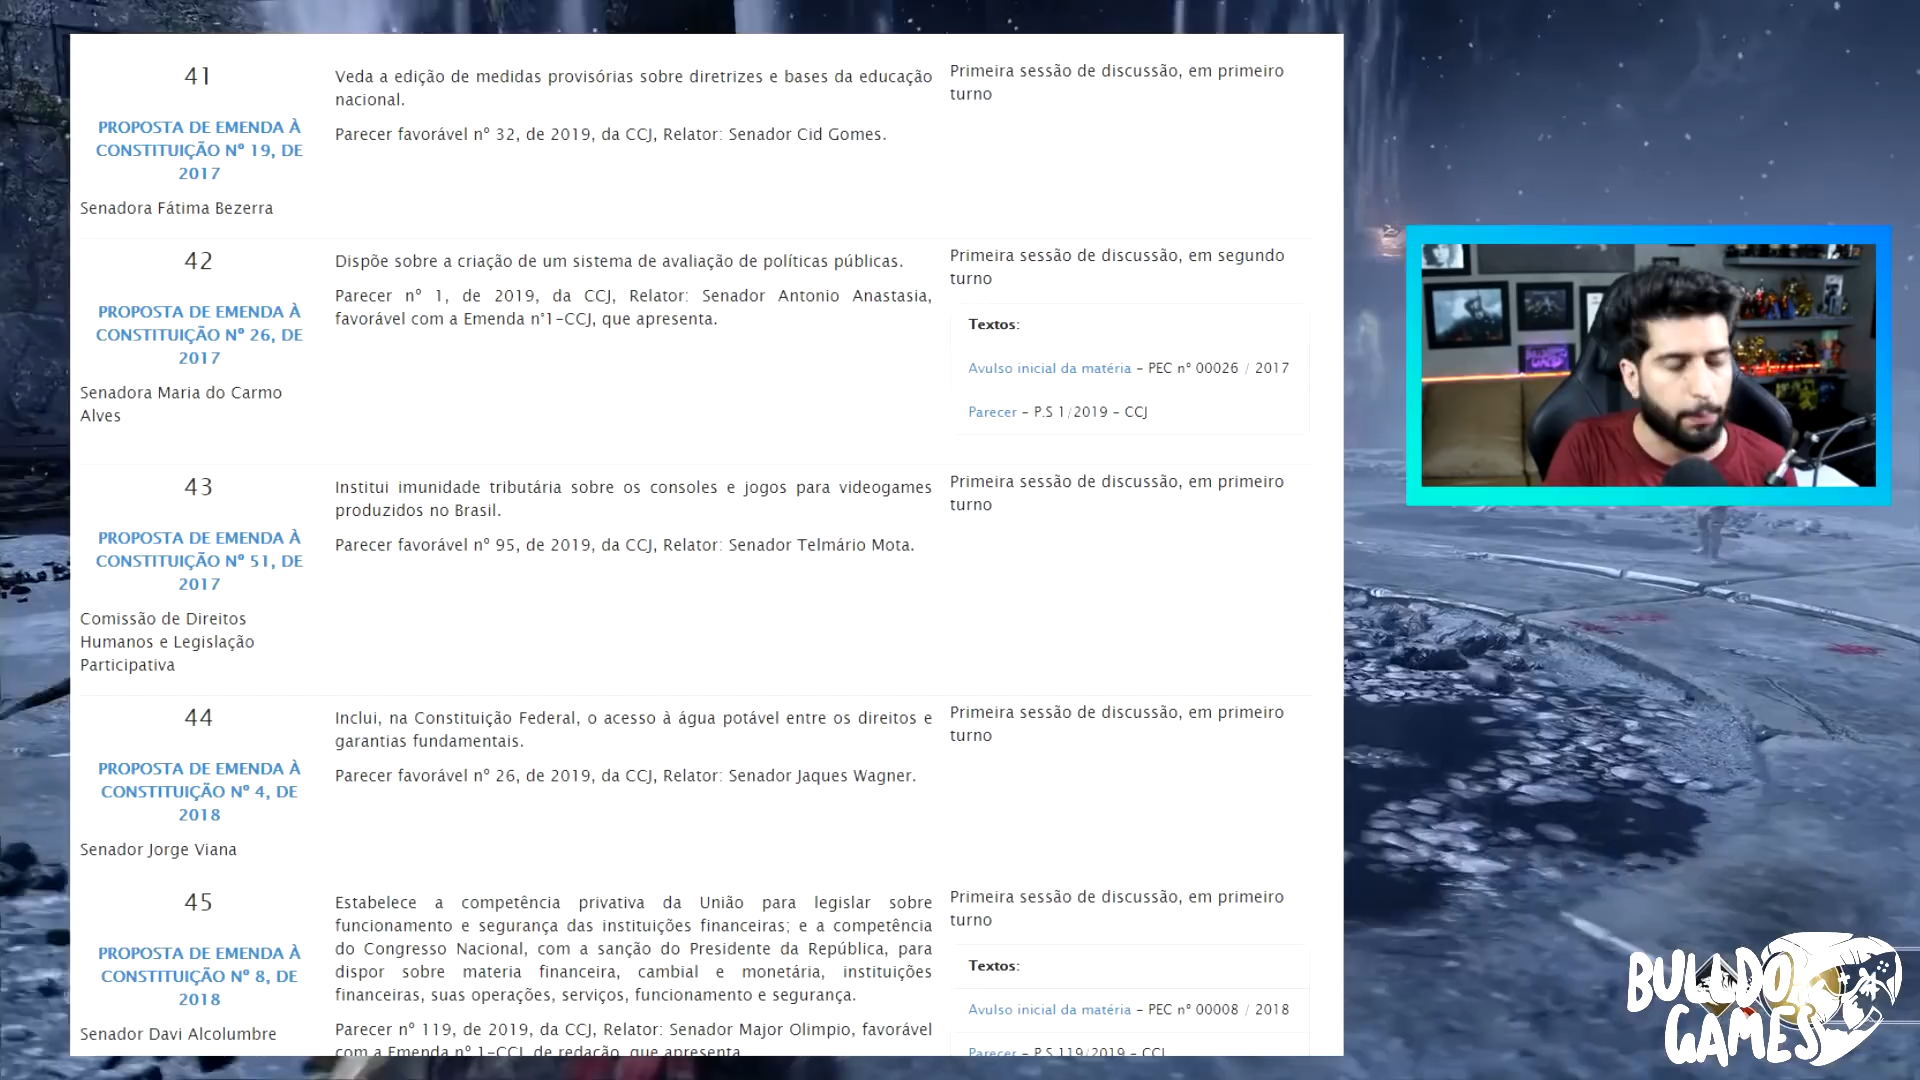 41
PROPOSTA DE EMENDA À
CONSTITUIÇÃO Nº 19, DE
2017
Senadora Fátima Bezerra
Veda a edição de medidas provisórias sobre diretrizes e bases da educação
nacional.
Parecer favorável nº 32, de 2019, da CCJ, Relator: Senador Cid Gomes.
Primeira sessão de discussão, em primeiro
turno
42
PROPOSTA DE EMENDA À
CONSTITUIÇÃO Nº 26, DE
2017
Senadora Maria do Carmo
Alves
Dispõe sobre a criação de um sistema de avaliação de políticas públicas.
Parecer nº 1, de 2019, da CCJ, Relator: Senador Antonio Anastasia,
favorável com a Emenda n°1-CCJ, que apresenta.
Primeira sessão de discussão, em segundo
turno
Textos:
Avulso inicial da matéria - PEC nº 00026 / 2017
Parecer - P.S 1/2019 - CCJ
43
PROPOSTA DE EMENDA À
CONSTITUIÇÃO Nº 51, DE
2017
Comissão de Direitos
Humanos e Legislação
Participativa
Institui imunidade tributária sobre os consoles e jogos para videogames
produzidos no Brasil.
Parecer favorável nº 95, de 2019, da CCJ, Relator: Senador Telmário Mota.
Primeira sessão de discussão, em primeiro
turno
44
PROPOSTA DE EMENDA À
CONSTITUIÇÃO Nº 4, DE
2018
Senador Jorge Viana
Inclui, na Constituição Federal, o acesso à água potável entre os direitos e
garantias fundamentais.
Parecer favorável nº 26, de 2019, da CCJ, Relator: Senador Jaques Wagner.
Primeira sessão de discussão, em primeiro
turno
45
PROPOSTA DE EMENDA À
CONSTITUIÇÃO Nº 8, DE
2018
Senador Davi Alcolumbre
Estabelece a competência privativa da União para legislar sobre
funcionamento e segurança das instituições financeiras; e a competência
do Congresso Nacional, com a sanção do Presidente da República, para
dispor sobre materia financeira, cambial e monetária, instituições
financeiras, suas operações, serviços, funcionamento e segurança.
Parecer nº 119, de 2019, da CCJ, Relator: Senador Major Olimpio, favorável
com a Emenda nº 1-CCJ, de redação, que apresenta
Primeira sessão de discussão, em primeiro
turno
Textos:
Avulso inicial da matéria - PEC nº 00008 / 2018
Parecer - P.S 119/2019 - CCJ
BULLDOG
GAMES